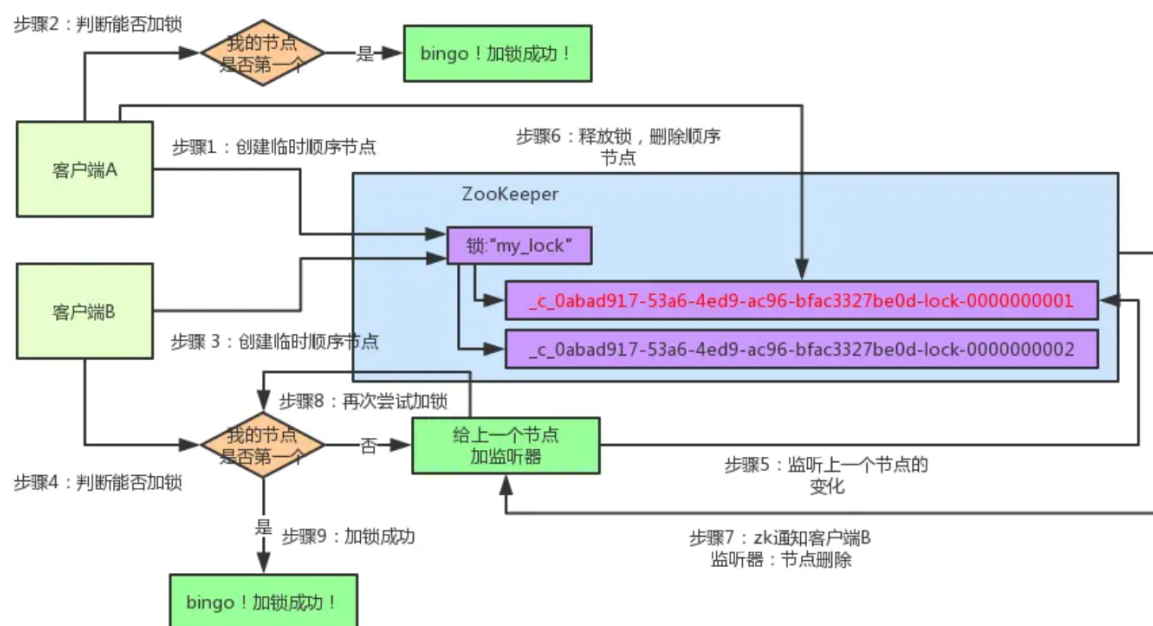 步骤2：判断能否加锁
我的节点
是否第一个
是
bingo！加锁成功！
客户端A
步骤1：创建临时顺序节点
步骤6：释放锁，删除顺序
节点
ZooKeeper
锁:"my_lock"
_c_0abad917-53a6-4ed9-ac96-bfac3327be0d-lock-0000000001
客户端B
步骤 3：创建临时顺序节点
_c_0abad917-53a6-4ed9-ac96-bfac3327be0d-lock-0000000002
步骤8：再次尝试加锁
我的节点
是否第一个
否
给上一个节点
加监听器
步骤4：判断能否加锁
步骤5：监听上一个节点的
变化
是
步骤9：加锁成功
步骤7：zk通知客户端B
监听器：节点删除
bingo！加锁成功！